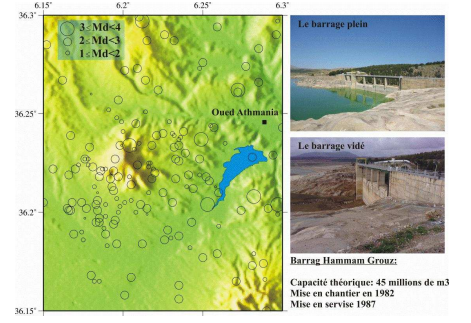 6.15° 6.2° 6.25° 6.3°
36.3°
3 ≤ Md<4
2 ≤ Md<3
1 ≤ Md<2
Oued Athmania
36.25°
36.2°
36.15°
Le barrage plein
Le barrage vidé
Barrag Hammam Grouz:
Capacité théorique: 45 millions de m3
Mise en chantier en 1982
Mise en servise 1987